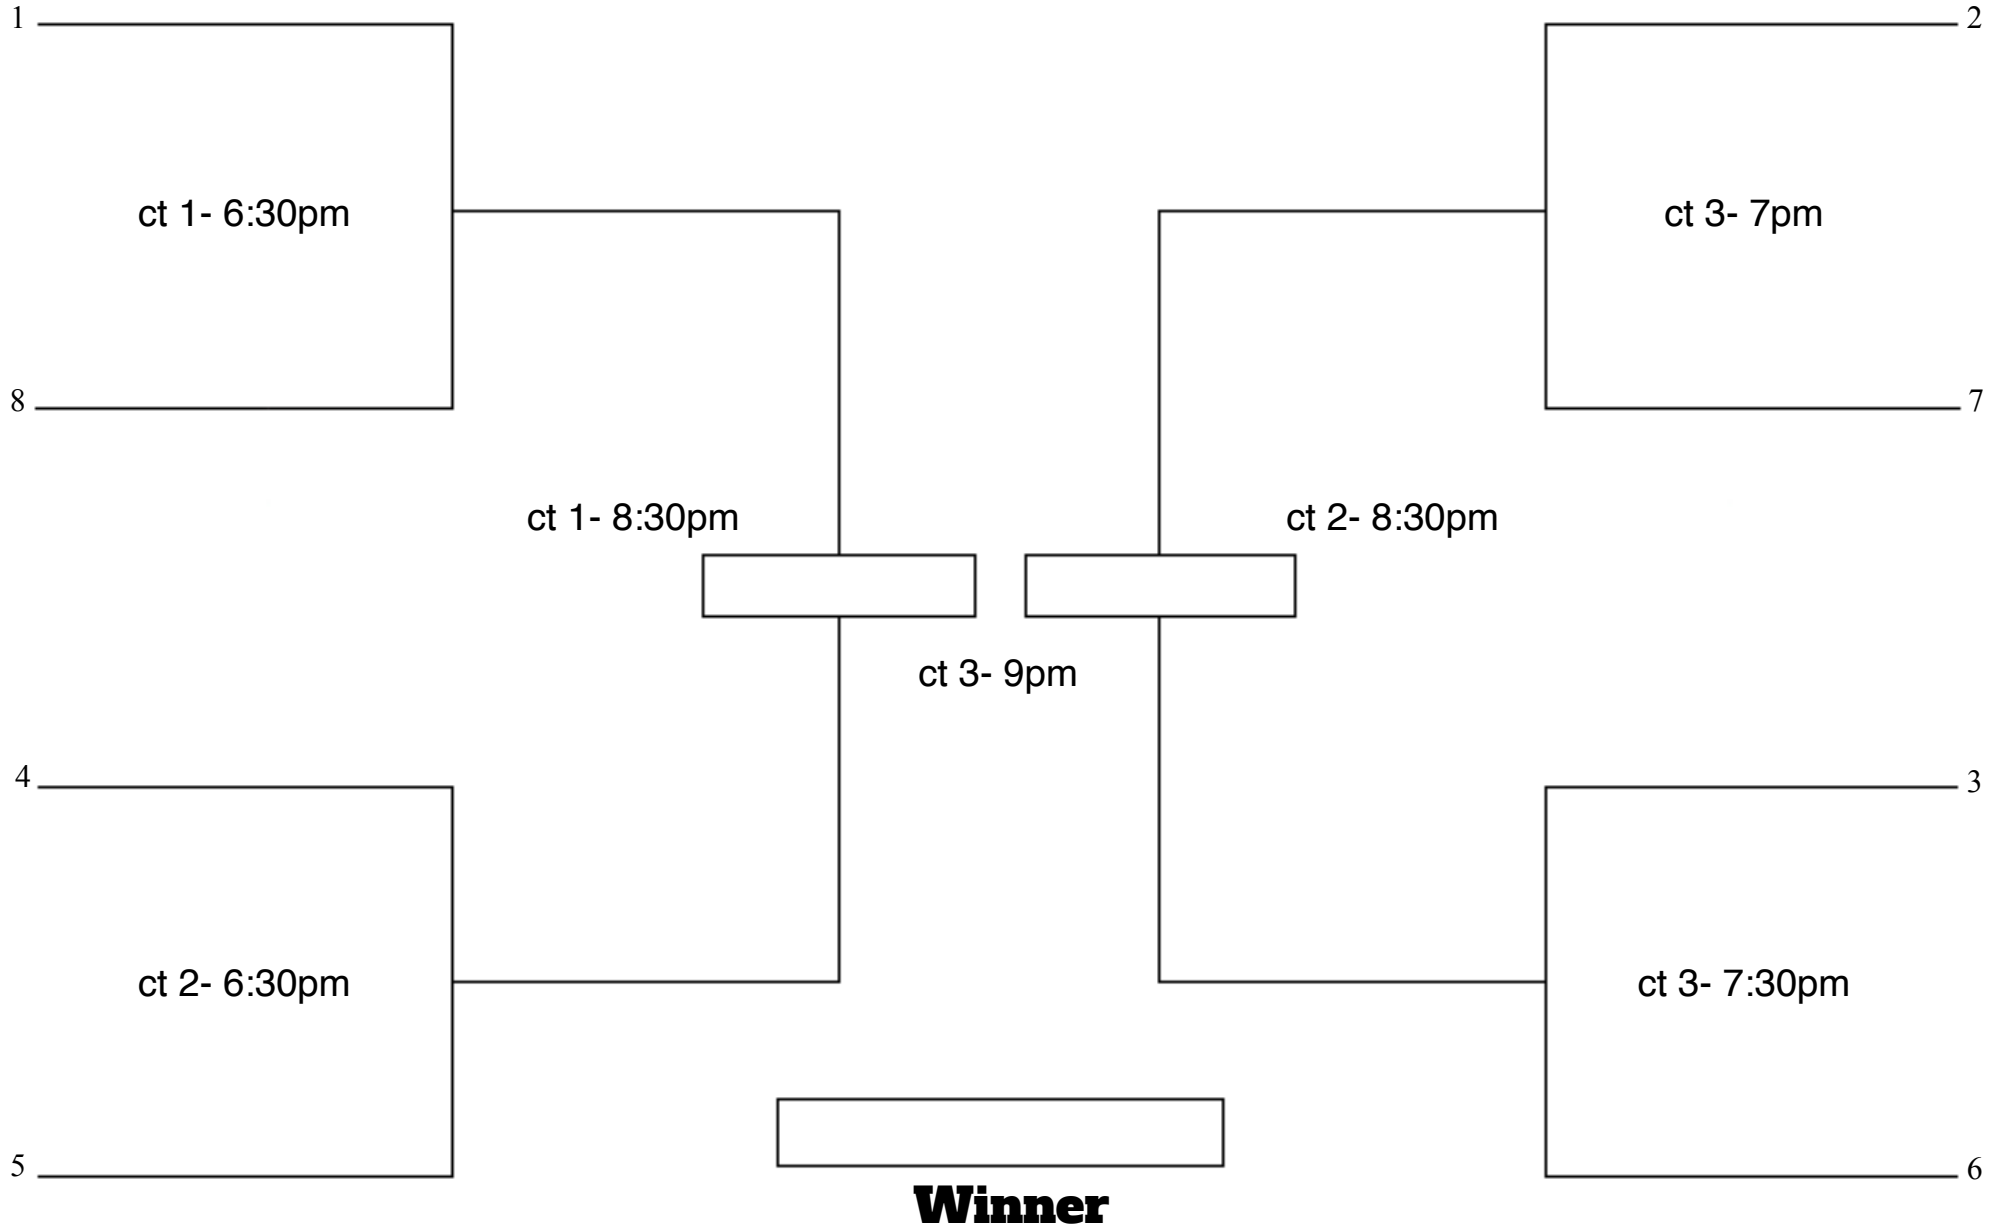 1
2
ct 1- 6:30pm
ct 3- 7pm
8
7
ct 1- 8:30pm
ct 2- 8:30pm
ct 3- 9pm
4
3
ct 2- 6:30pm
ct 3- 7:30pm
5
6
Winner